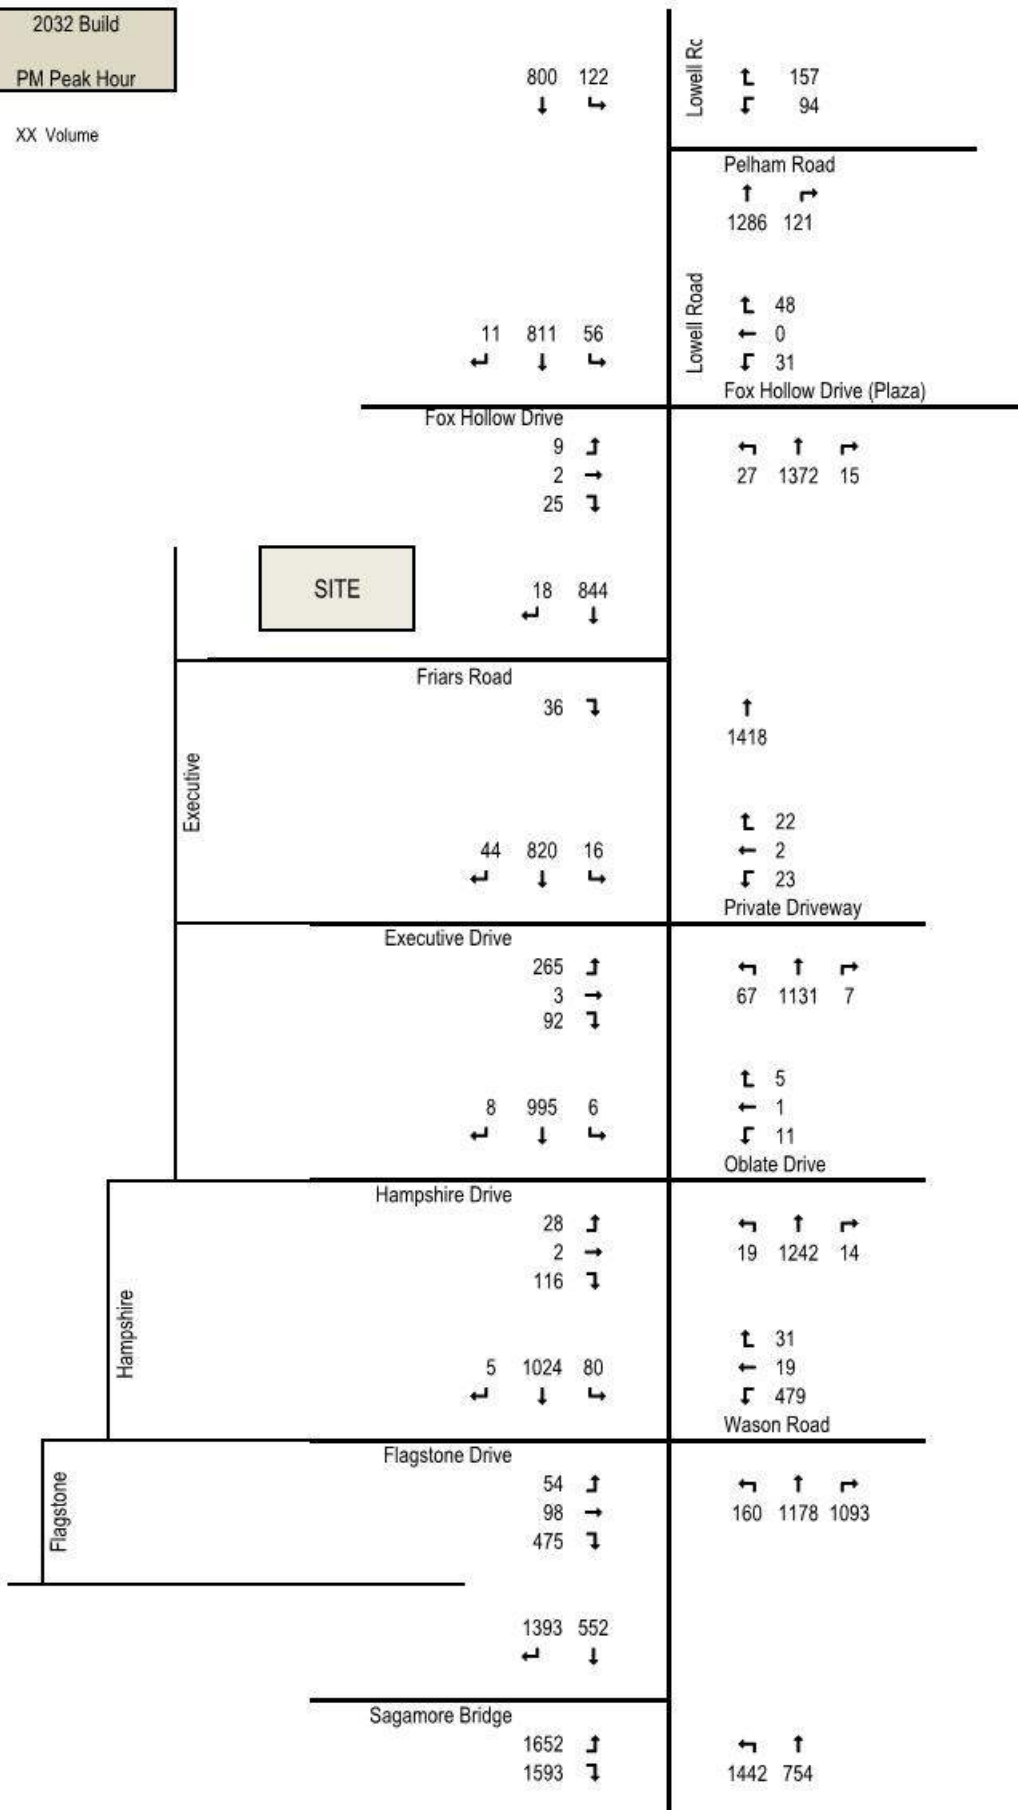 2032 Build
PM Peak Hour
XX Volume
Lowell Rc
800 122
157
94
Pelham Road
1286 121
Lowell Road
48
11 811 56
0
31
Fox Hollow Drive (Plaza)
Fox Hollow Drive
9
2
25
27 1372 15
SITE
18 844
Friars Road
36
1418
Executive
22
44 820 16
2
23
Private Driveway
Executive Drive
265
3
92
67 1131 7
5
8 995 6
1
11
Oblate Drive
Hampshire Drive
28
2
116
19 1242 14
Hampshire
31
5 1024 80
19
479
Wason Road
Flagstone Drive
54
98
475
160 1178 1093
Flagstone
1393 552
Sagamore Bridge
1652
1593
1442 754